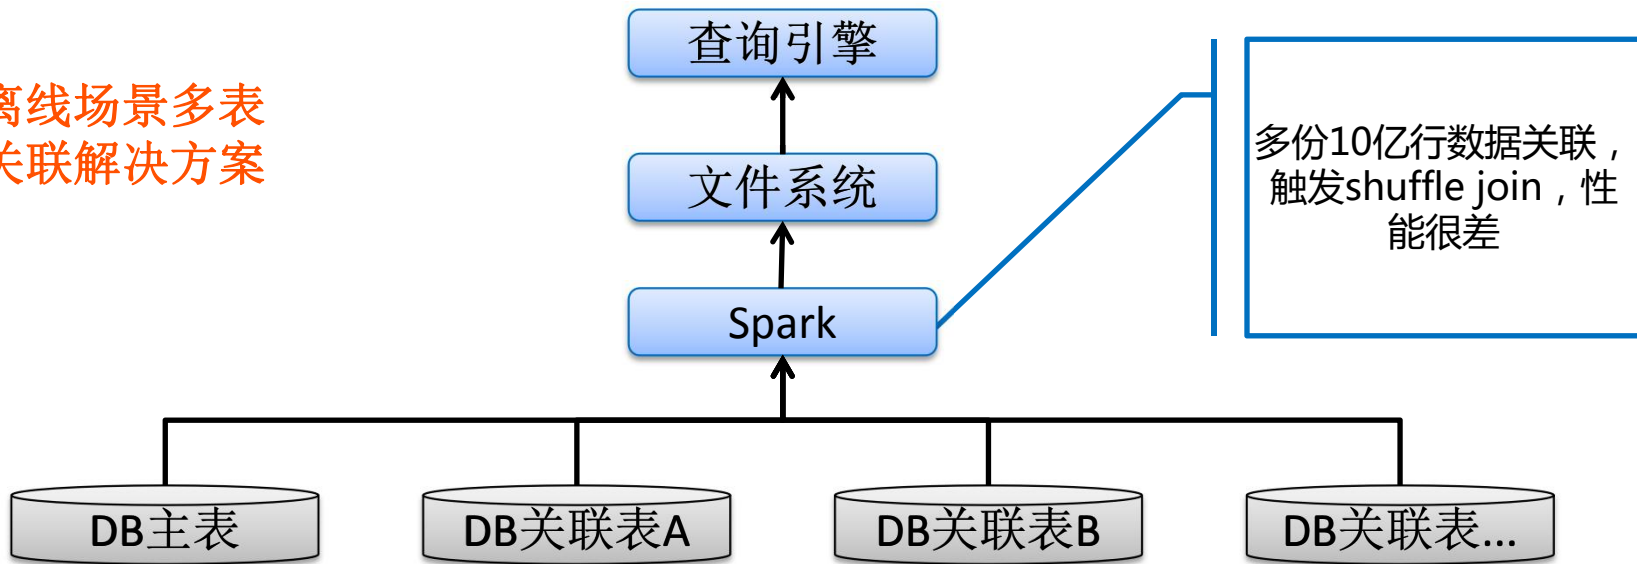 查询引擎
离线场景多表
关联解决方案
多份10亿行数据关联，
触发shuffle join，性
能很差
文件系统
Spark
DB主表
DB关联表A
DB关联表B
DB关联表...